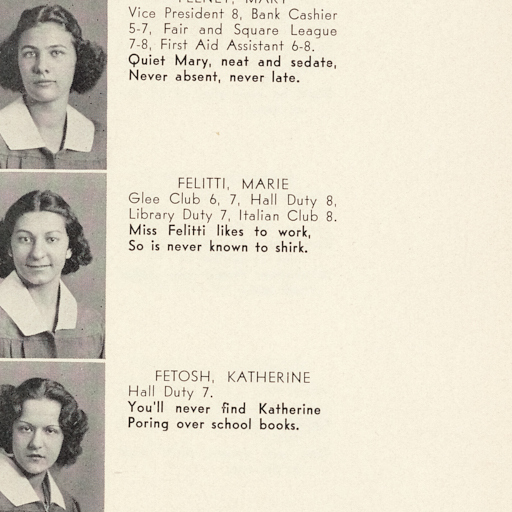 FEENEY, MARY
Vice President 8, Bank Cashier
5-7, Fair and Square League
7-8, First Aid Assistant 6-8.
Quiet Mary, neat and sedate,
Never absent, never late.
FELITTI, MARIE
Glee Club 6, 7, Hall Duty 8,
Library Duty 7, Italian Club 8.
Miss Felitti likes to work,
So is never known to shirk.
FETOSH, KATHERINE
Hall Duty 7.
You'll never find Katherine
Poring over school books.